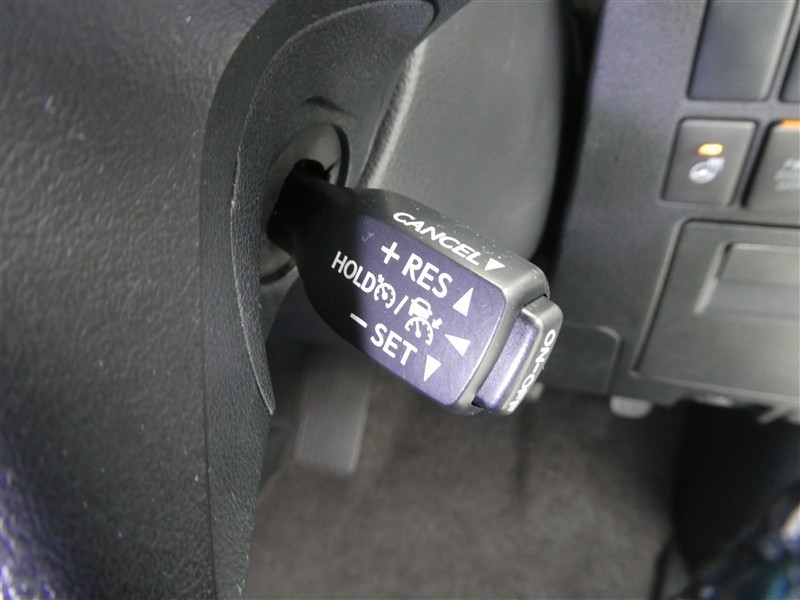 CANCEL
+ RES
HOLD /
− SET
ON-OFF